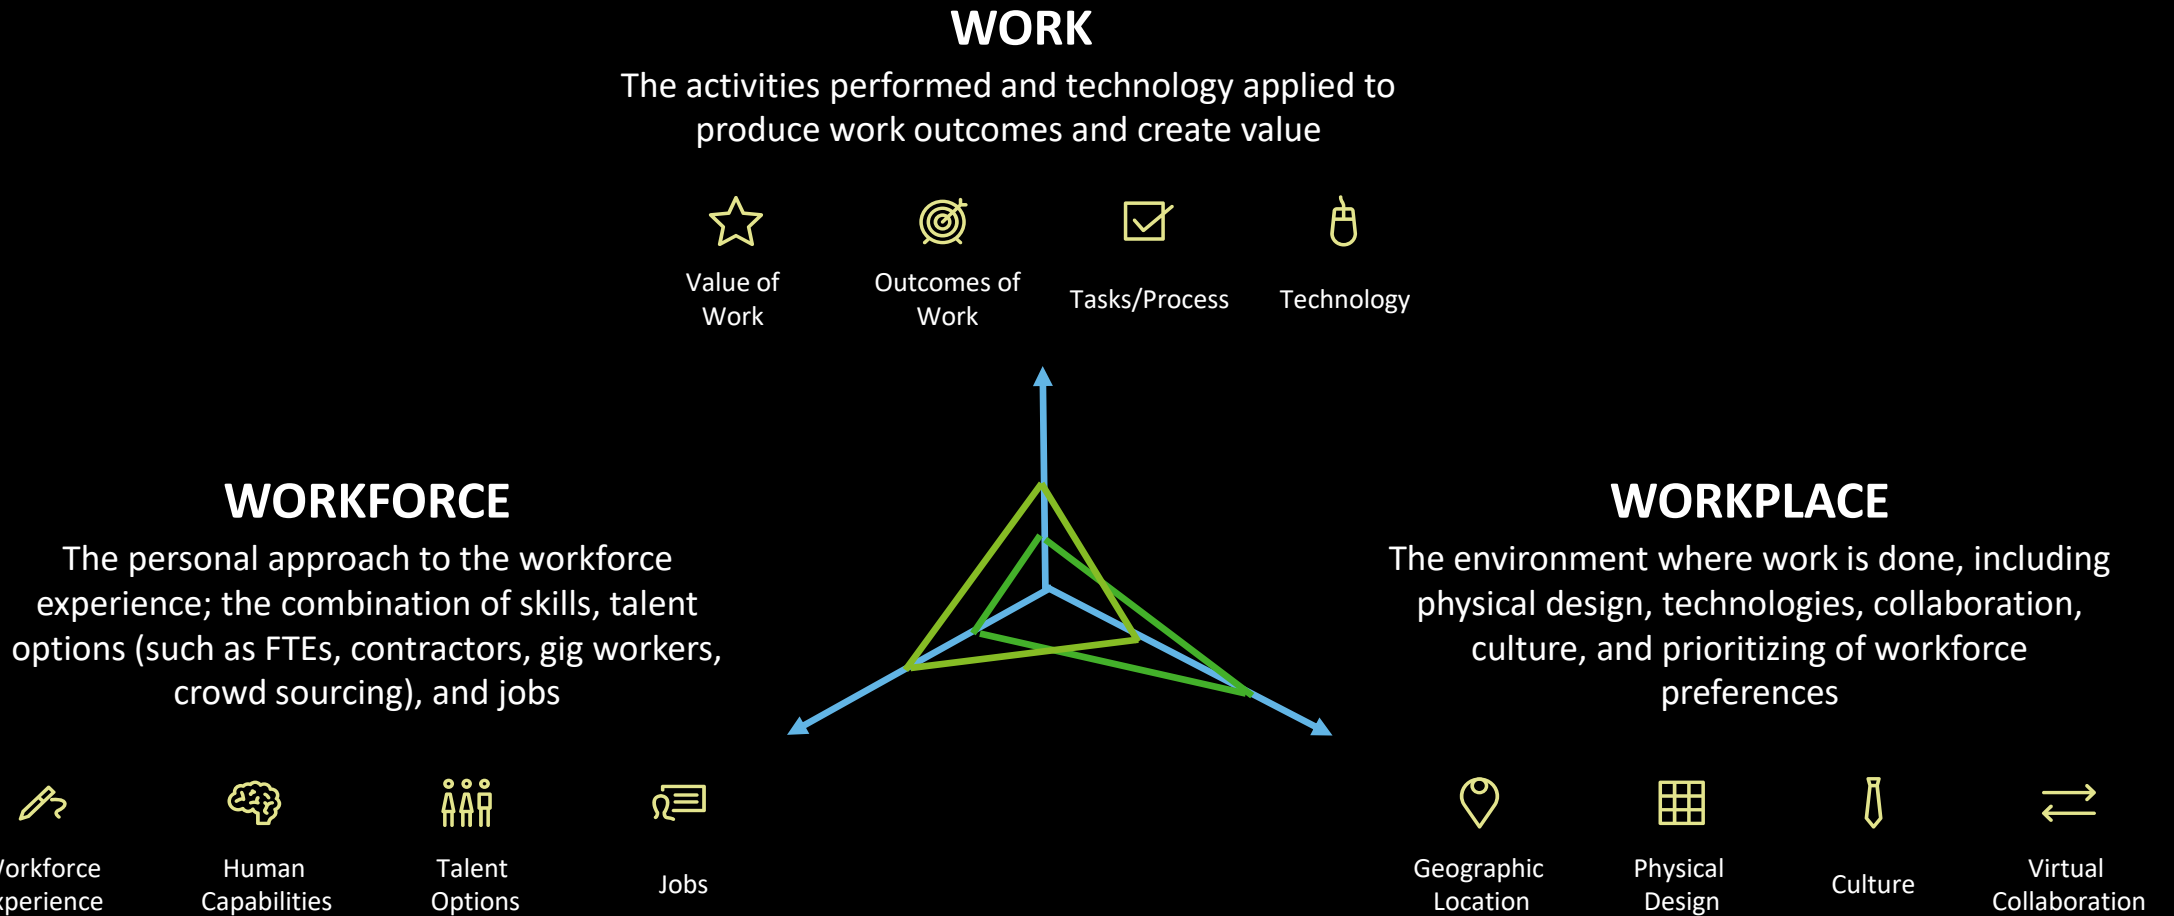 WORK
The activities performed and technology applied to
produce work outcomes and create value
Value of
Work
Outcomes of
Work
Tasks/Process
Technology
WORKFORCE
The personal approach to the workforce
experience; the combination of skills, talent
options (such as FTEs, contractors, gig workers,
crowd sourcing), and jobs
Human
Capabilities
Talent
Options
Jobs
WORKPLACE
The environment where work is done, including
physical design, technologies, collaboration,
culture, and prioritizing of workforce
preferences
Geographic
Location
Physical
Design
Culture
Virtual
Collaboration